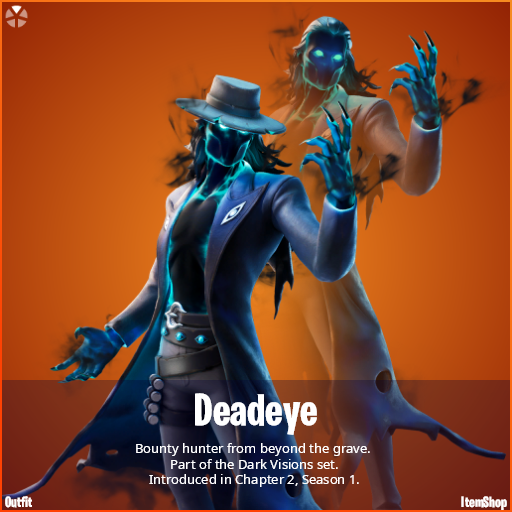 Deadeye
Bounty hunter from beyond the grave.
Part of the Dark Visions set.
Introduced in Chapter 2, Season 1.
Outfit
ItemShop